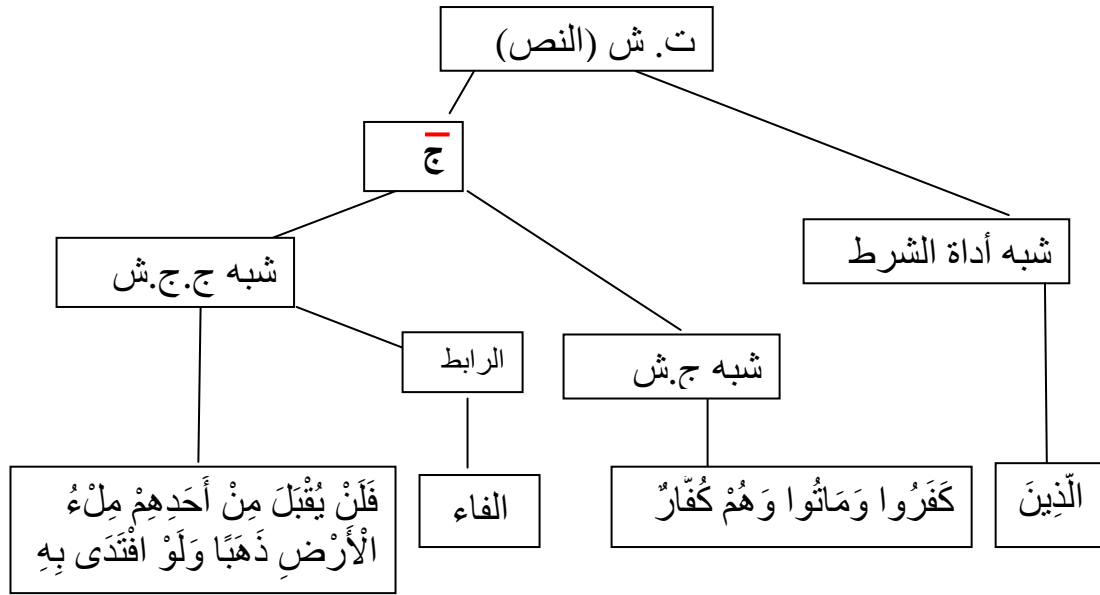 ت. ش (النص)
ج
شبه أداة الشرط
شبه ج.ج.ش
الرابط
شبه ج.ش
الَّذِينَ
كَفَرُوا وَمَاتُوا وَهُمْ كُفَّارٌ
الفاء
فَلَنْ يُقْبَلَ مِنْ أَحَدِهِمْ مِلْءُ
الْأَرْضِ ذَهَبًا وَلَوْ افْتَدَى بِهِ